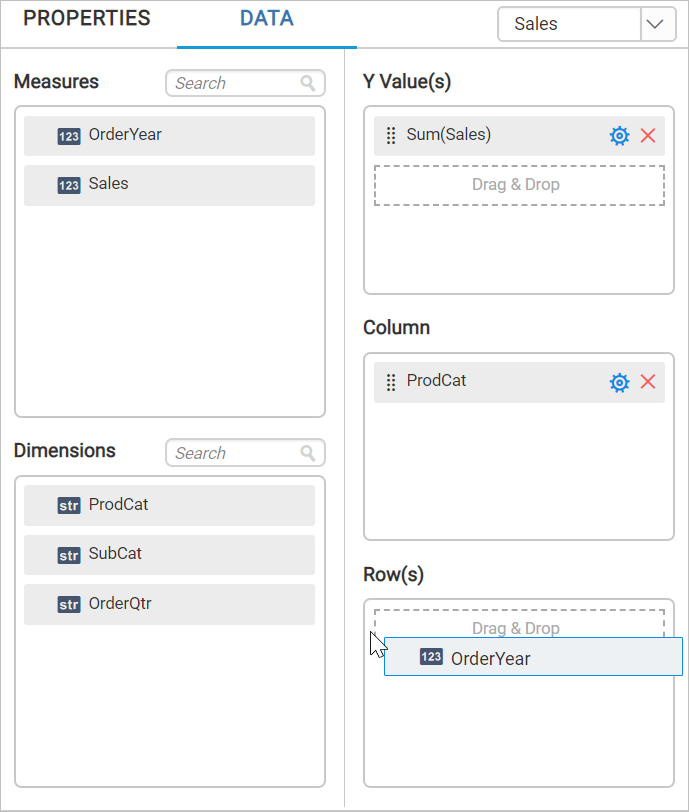 PROPERTIES
DATA
Sales
Measures
Search
123 OrderYear
123 Sales
Dimensions
Search
str ProdCat
str SubCat
str OrderQtr
Y Value(s)
Sum(Sales)
Drag & Drop
Column
ProdCat
Row(s)
Drag & Drop
123 OrderYear